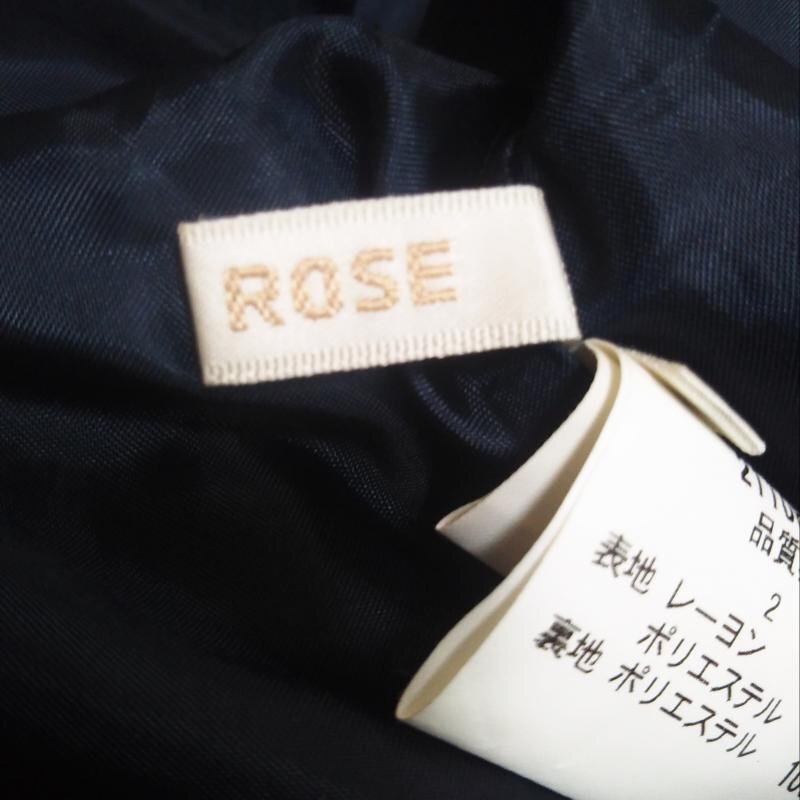 ROSE
品質
2
表地 レーヨン
ポリエステル
裏地 ポリエステル